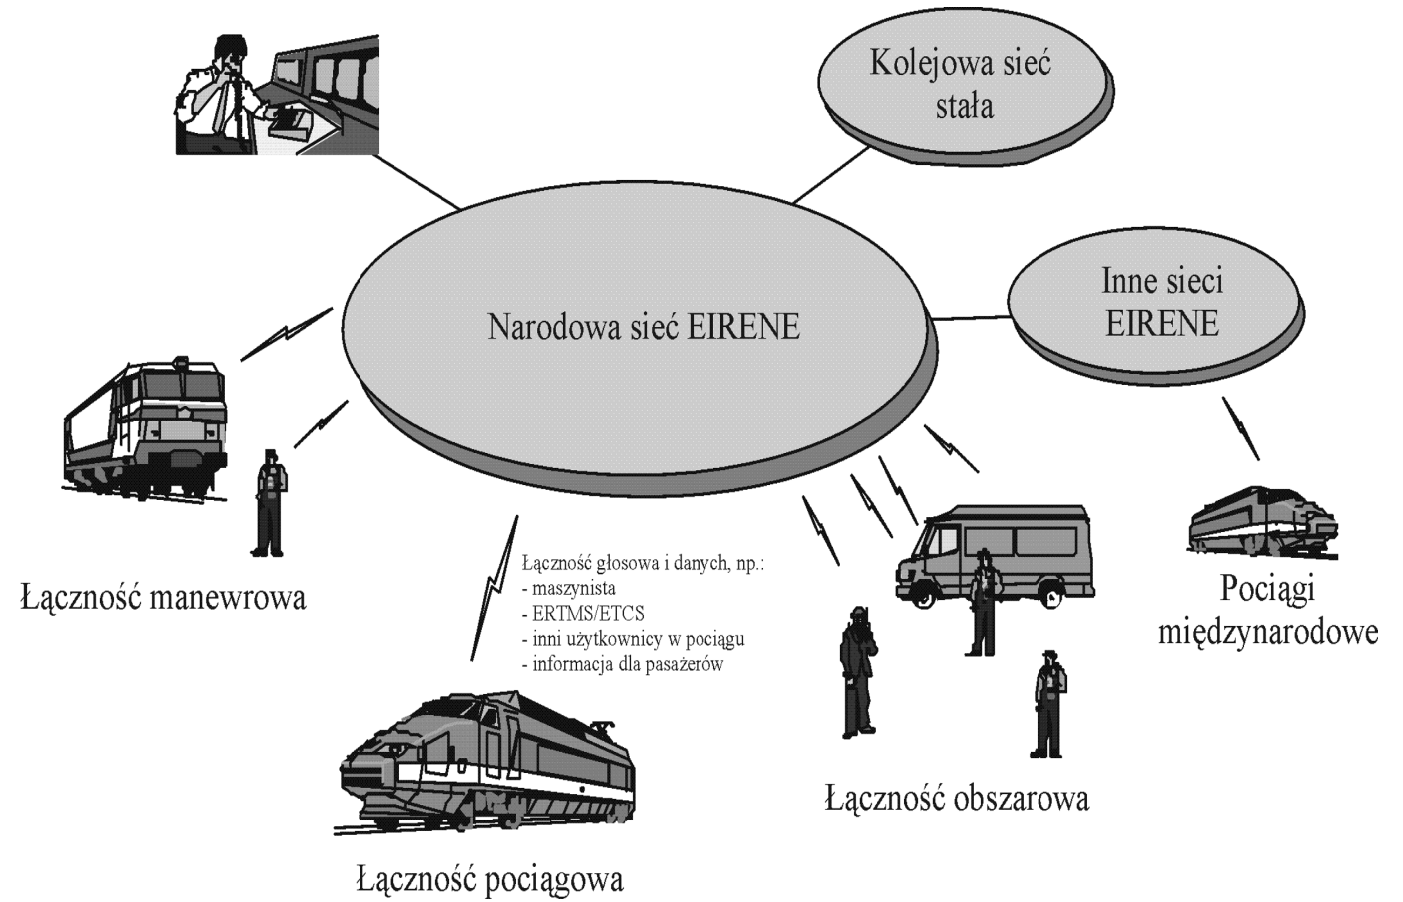 Kolejowa sieć
stała
Narodowa sieć EIRENE
Inne sieci
EIRENE
Łączność manewrowa
Łączność głosowa i danych, np.:
- maszynista
- ERTMS/ETCS
- inni użytkownicy w pociągu
- informacja dla pasażerów
Pociągi
międzynarodowe
Łączność obszarowa
Łączność pociągowa